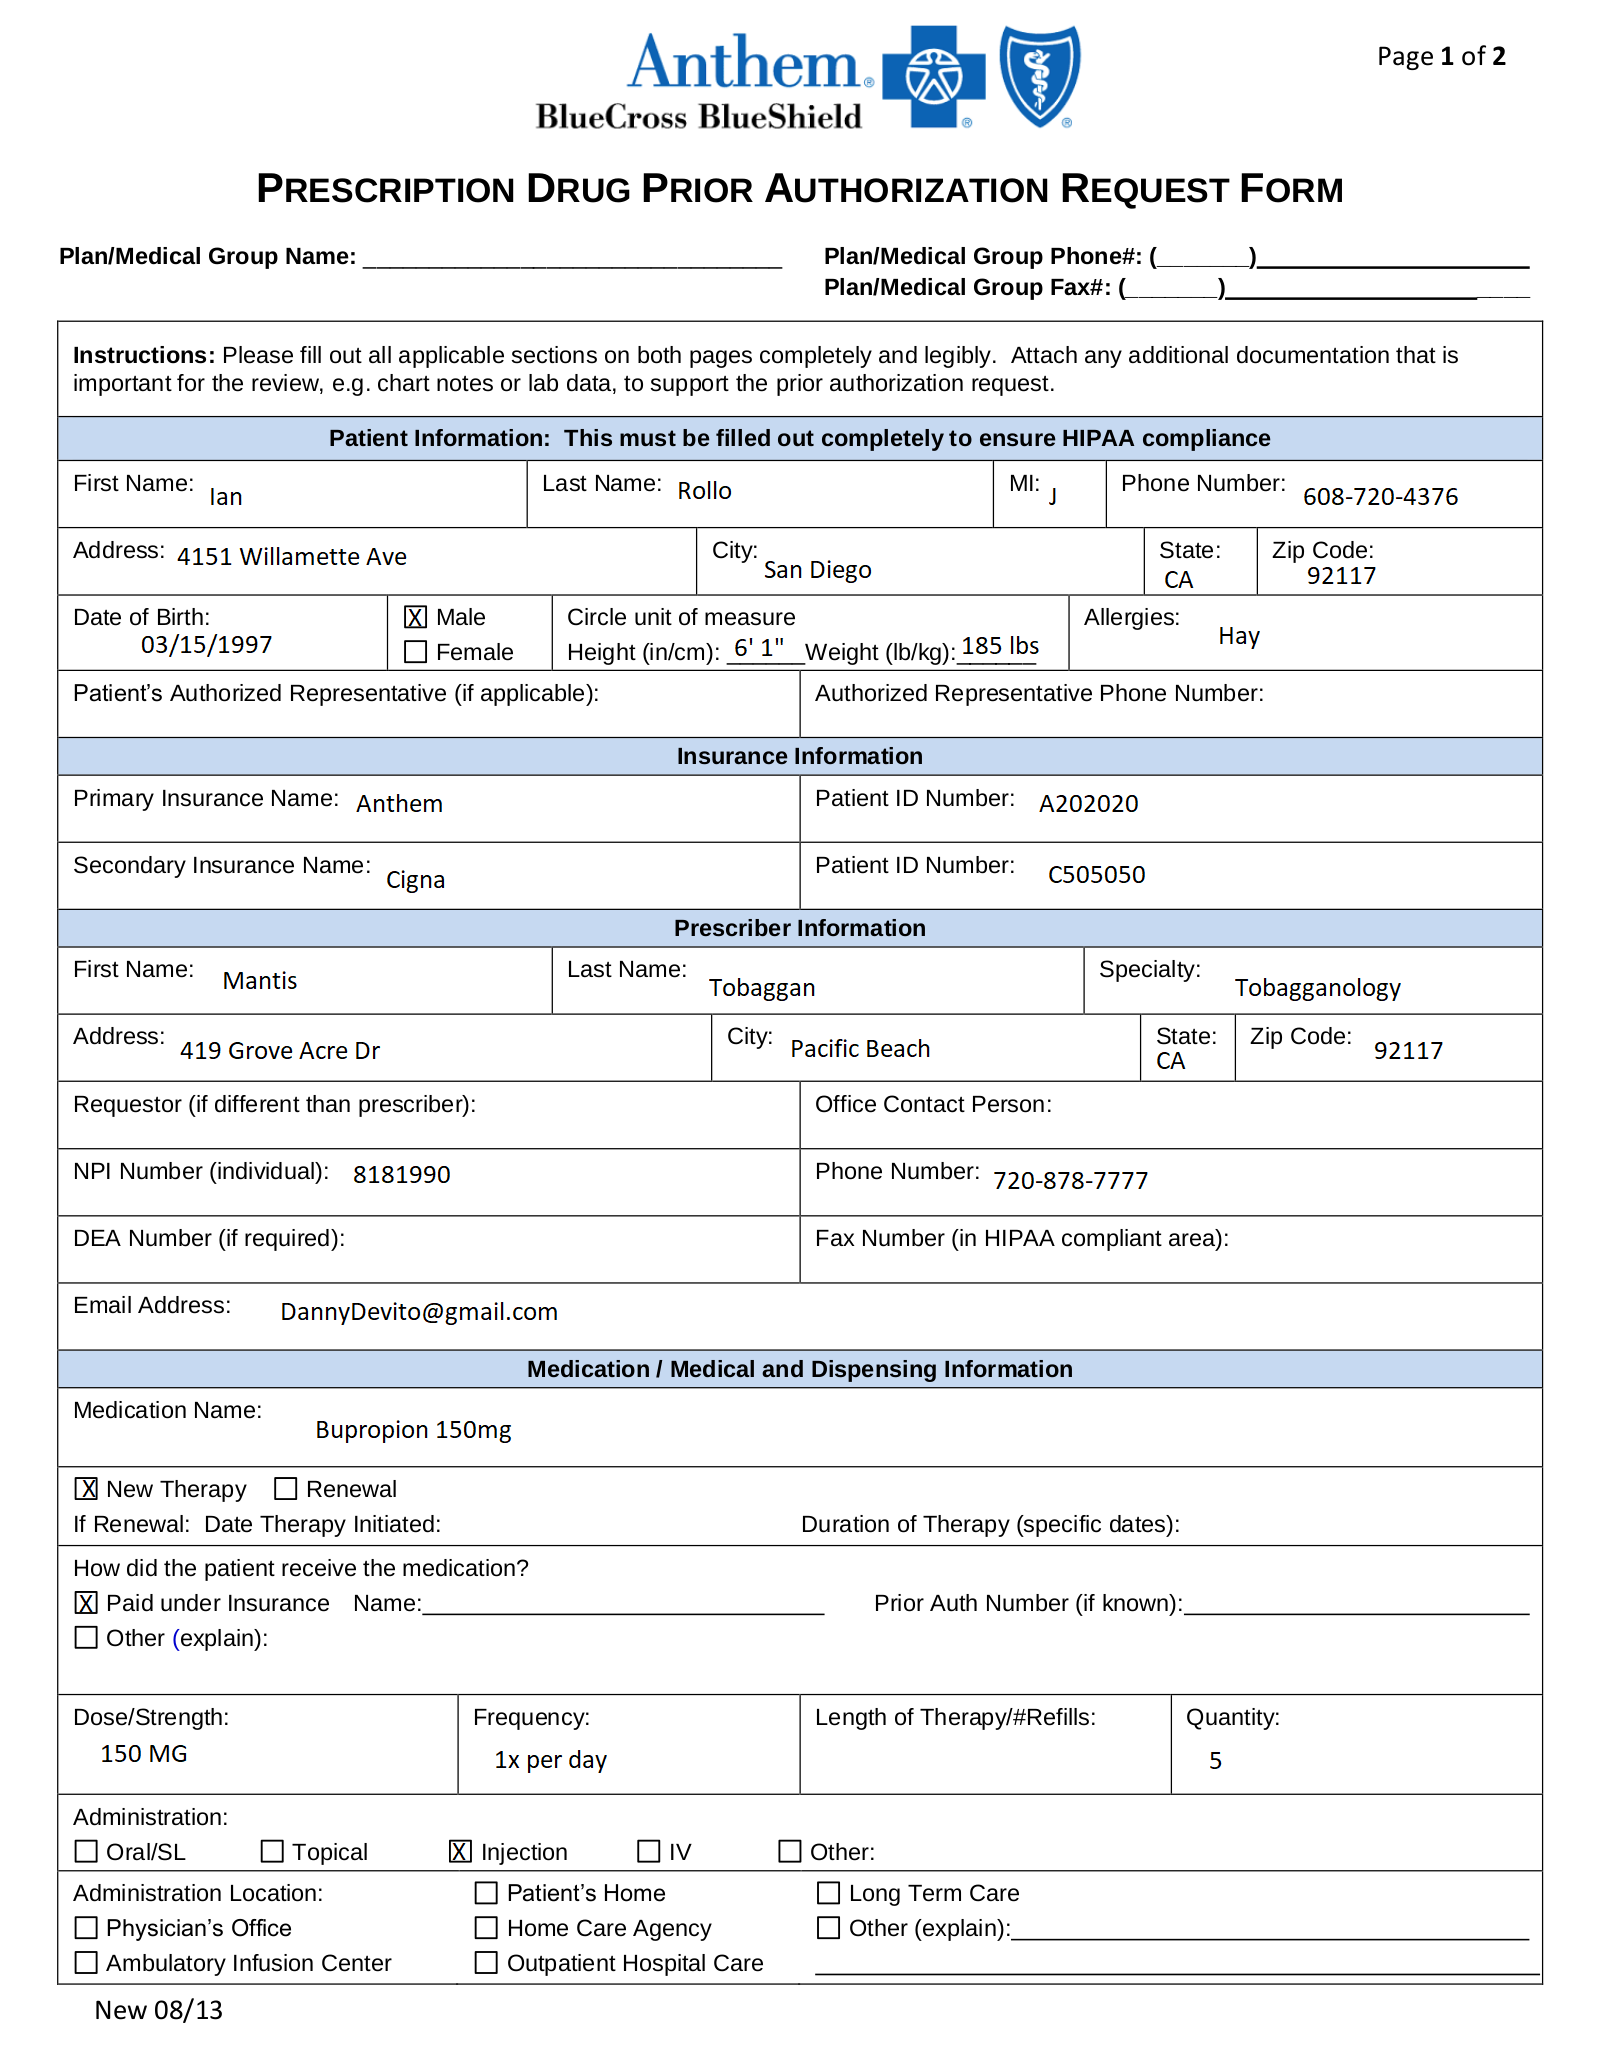 Anthem®
BlueCross BlueShield
® ®
Page 1 of 2
PRESCRIPTION DRUG PRIOR AUTHORIZATION REQUEST FORM
Plan/Medical Group Name: ________________________________ Plan/Medical Group Phone#: (_______)____________________
Plan/Medical Group Fax#: (_______)______________________
Instructions: Please fill out all applicable sections on both pages completely and legibly. Attach any additional documentation that is
important for the review, e.g. chart notes or lab data, to support the prior authorization request.
Patient Information: This must be filled out completely to ensure HIPAA compliance
First Name: Ian Last Name: Rollo MI: J Phone Number: 608-720-4376
Address: 4151 Willamette Ave City: San Diego State: CA Zip Code: 92117
Date of Birth: 03/15/1997
X Male
Female
Circle unit of measure
Height (in/cm): 6' 1" Weight (lb/kg): 185 lbs
Allergies: Hay
Patient's Authorized Representative (if applicable): Authorized Representative Phone Number:
Insurance Information
Primary Insurance Name: Anthem Patient ID Number: A202020
Secondary Insurance Name: Cigna Patient ID Number: C505050
Prescriber Information
First Name: Mantis Last Name: Tobaggan Specialty: Tobagganology
Address: 419 Grove Acre Dr City: Pacific Beach State: CA Zip Code: 92117
Requestor (if different than prescriber): Office Contact Person:
NPI Number (individual): 8181990 Phone Number: 720-878-7777
DEA Number (if required): Fax Number (in HIPAA compliant area):
Email Address: DannyDevito@gmail.com
Medication / Medical and Dispensing Information
Medication Name: Bupropion 150mg
X New Therapy Renewal
If Renewal: Date Therapy Initiated: Duration of Therapy (specific dates):
How did the patient receive the medication?
X Paid under Insurance Name:______________________________ Prior Auth Number (if known):__________________________
Other (explain):
Dose/Strength: 150 MG Frequency: 1x per day Length of Therapy/#Refills: Quantity: 5
Administration:
Oral/SL Topical X Injection IV Other:
Administration Location: Patient's Home Long Term Care
Physician's Office Home Care Agency Other (explain):_______________________________________
Ambulatory Infusion Center Outpatient Hospital Care
New 08/13